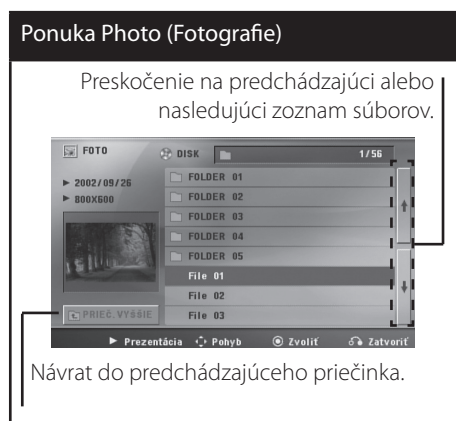 Ponuka Photo (Fotografie)
Preskočenie na predchádzajúci alebo
nasledujúci zoznam súborov.
FOTO
DISK
1/56
2002/09/26
800X600
FOLDER 01
FOLDER 02
FOLDER 03
FOLDER 04
FOLDER 05
File 01
File 02
File 03
PRIEč.VYššIE
Prezentácia Pohyb Zvoliť Zatvoriť
Návrat do predchádzajúceho priečinka.